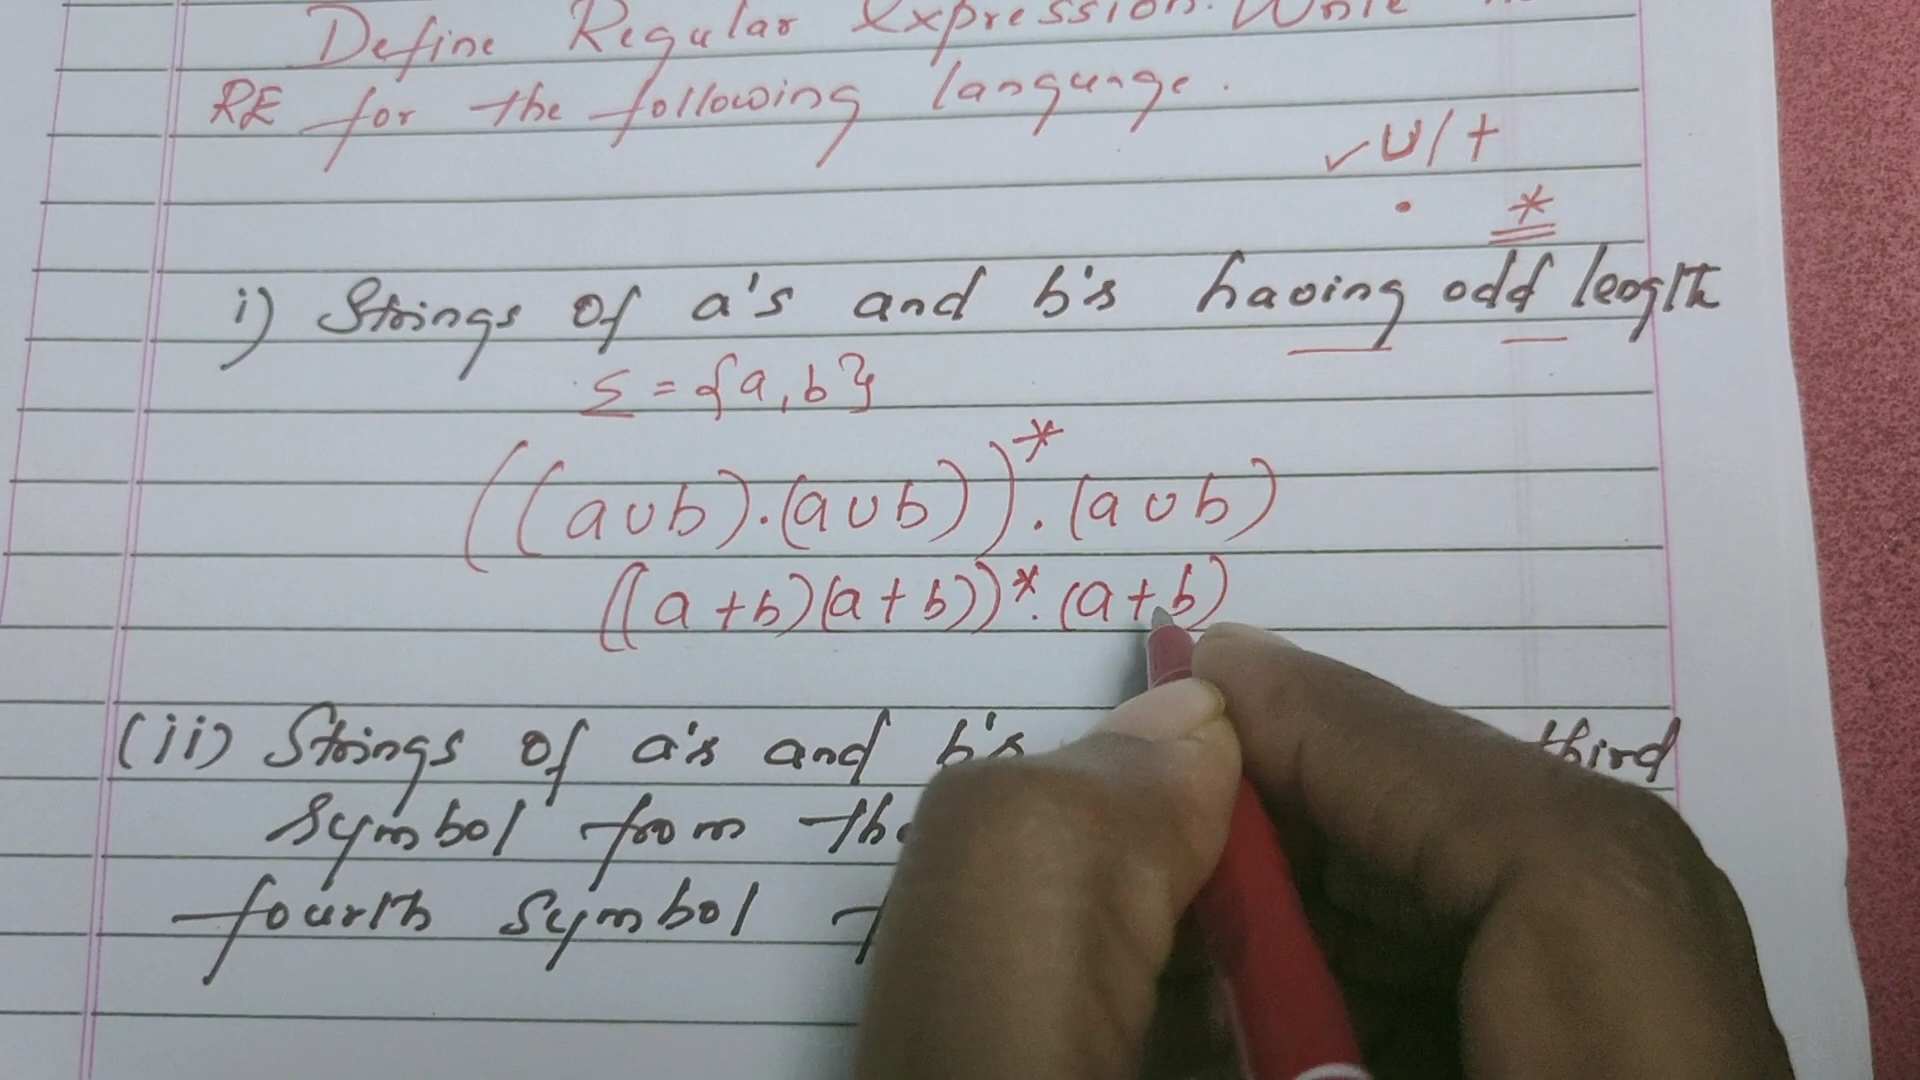 Define Regular Expression. Write
RE for the following language.
✓ U/+
. *
i) Strings of a's and b's having odd length
Σ = {a, b}
((a∪b).(a∪b))*.(a∪b)
((a+b)(a+b))*.(a+b)
(ii) Strings of a's and b's third
symbol from
fourth symbol